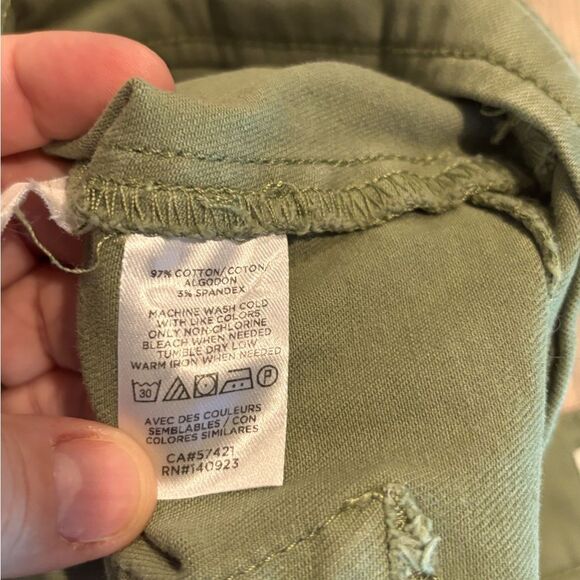 97% COTTON/COTON/
ALGODON
3% SPANDEX
MACHINE WASH COLD
WITH LIKE COLORS
ONLY NON-CHLORINE
BLEACH WHEN NEEDED
TUMBLE DRY LOW
WARM IRON WHEN NEEDED
30 P
AVEC DES COULEURS
SEMBLABLES / CON
COLORES SIMILARES
CA#57421
RN#140923